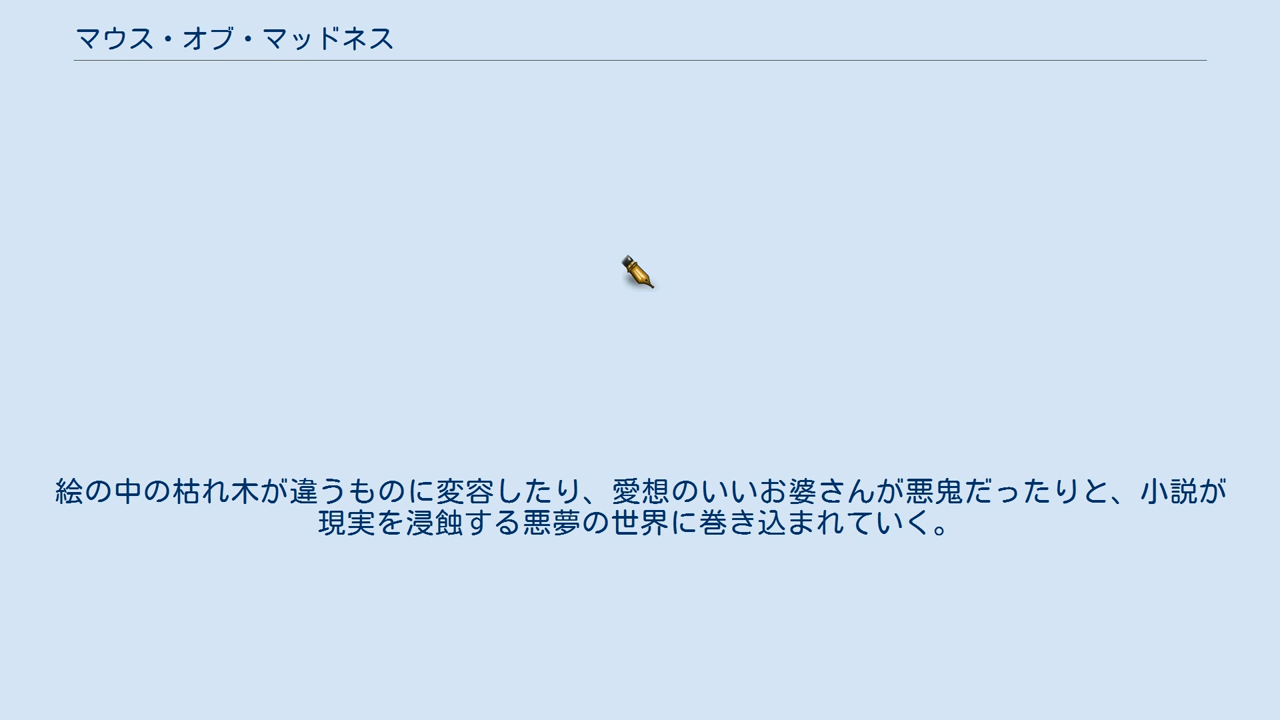 マウス・オブ・マッドネス
絵の中の枯れ木が違うものに変容したり、愛想のいいお婆さんが悪鬼だったりと、小説が
現実を浸蝕する悪夢の世界に巻き込まれていく。